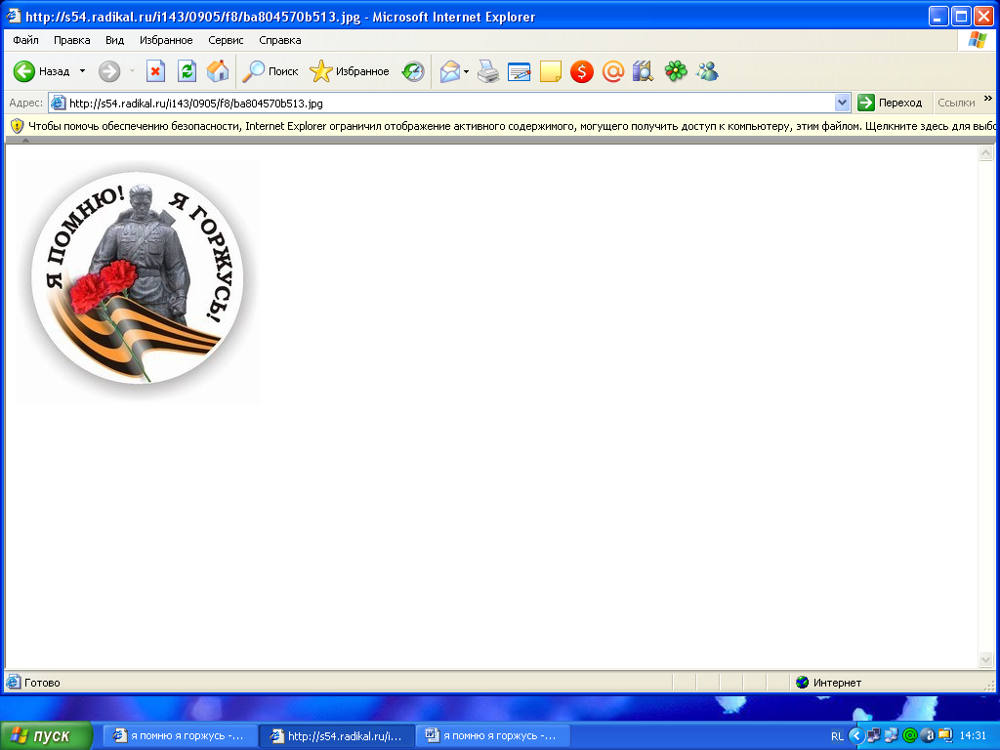 http://s54.radikal.ru/i143/0905/f8/ba804570b513.jpg - Microsoft Internet Explorer
Файл Правка Вид Избранное Сервис Справка
Назад Поиск Избранное
Адрес: http://s54.radikal.ru/i143/0905/f8/ba804570b513.jpg Переход Ссылки »
Чтобы помочь обеспечению безопасности, Internet Explorer ограничил отображение активного содержимого, могущего получить доступ к компьютеру, этим файлом. Щелкните здесь для выбо
Я ПОМНЮ! Я ГОРЖУСЬ!
Готово Интернет
пуск я помню я горжусь -... http://s54.radikal.ru/i... я помню я горжусь -... RL 14:31